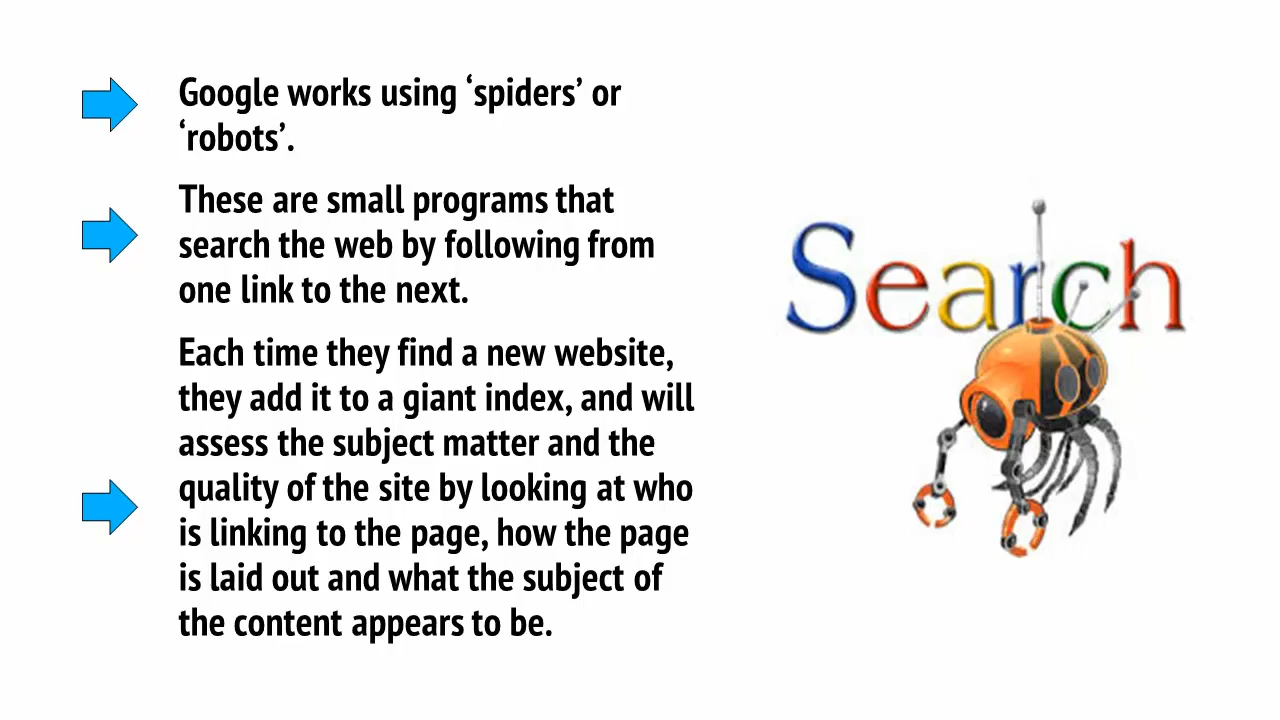 Google works using ‘spiders’ or
‘robots’.
These are small programs that
search the web by following from
one link to the next.
Each time they find a new website,
they add it to a giant index, and will
assess the subject matter and the
quality of the site by looking at who
is linking to the page, how the page
is laid out and what the subject of
the content appears to be.
Search